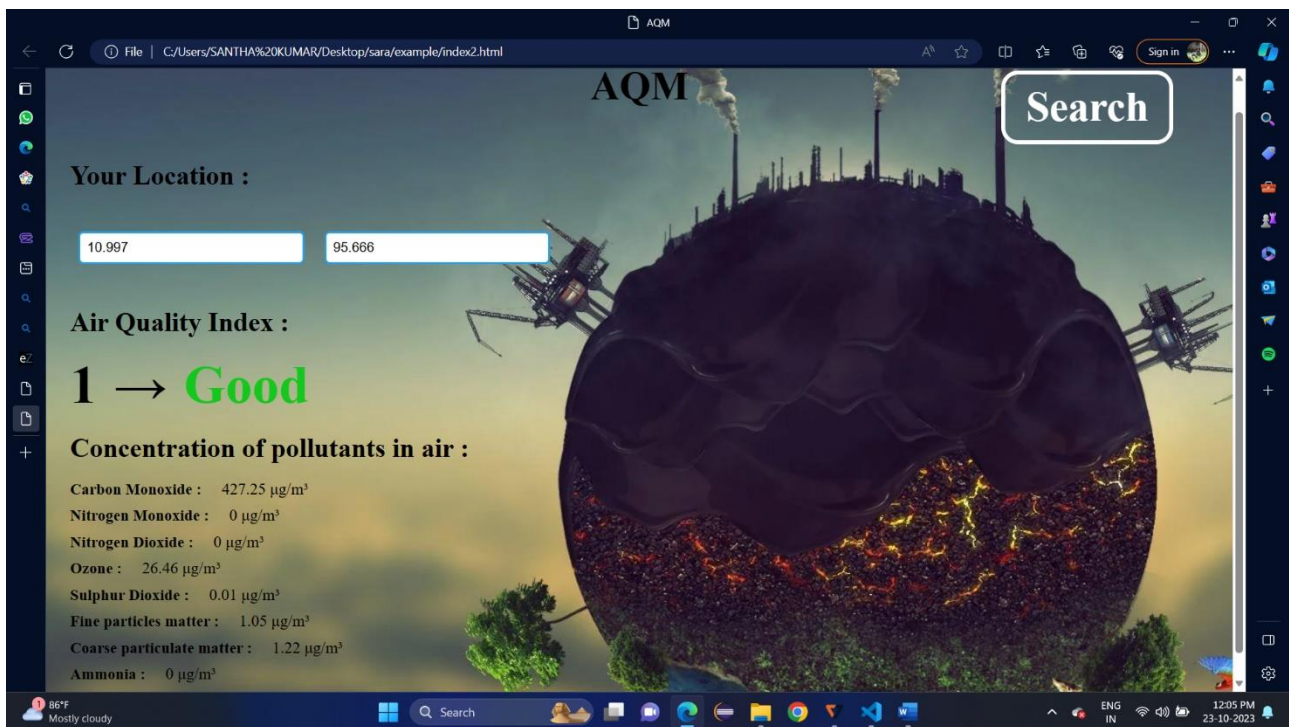 AQM
File | C:/Users/SANTHA%20KUMAR/Desktop/sara/example/index2.html
Sign in
AQM
Search
Your Location :
10.997 95.666
Air Quality Index :
1 → Good
Concentration of pollutants in air :
Carbon Monoxide : 427.25 μg/m³
Nitrogen Monoxide : 0 μg/m³
Nitrogen Dioxide : 0 μg/m³
Ozone : 26.46 μg/m³
Sulphur Dioxide : 0.01 μg/m³
Fine particles matter : 1.05 μg/m³
Coarse particulate matter : 1.22 μg/m³
Ammonia : 0 μg/m³
eZ
1
86°F
Mostly cloudy
Search
ENG
IN
12:05 PM
23-10-2023